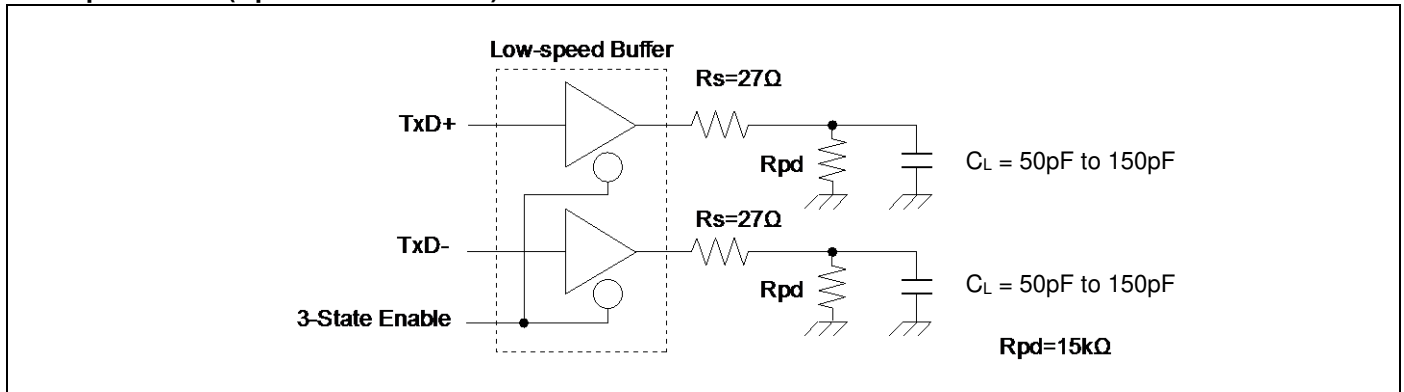 Low-speed Buffer
Rs=27Ω
TxD+
Rpd
CL = 50pF to 150pF
Rs=27Ω
TxD-
Rpd
CL = 50pF to 150pF
3-State Enable
Rpd=15kΩ